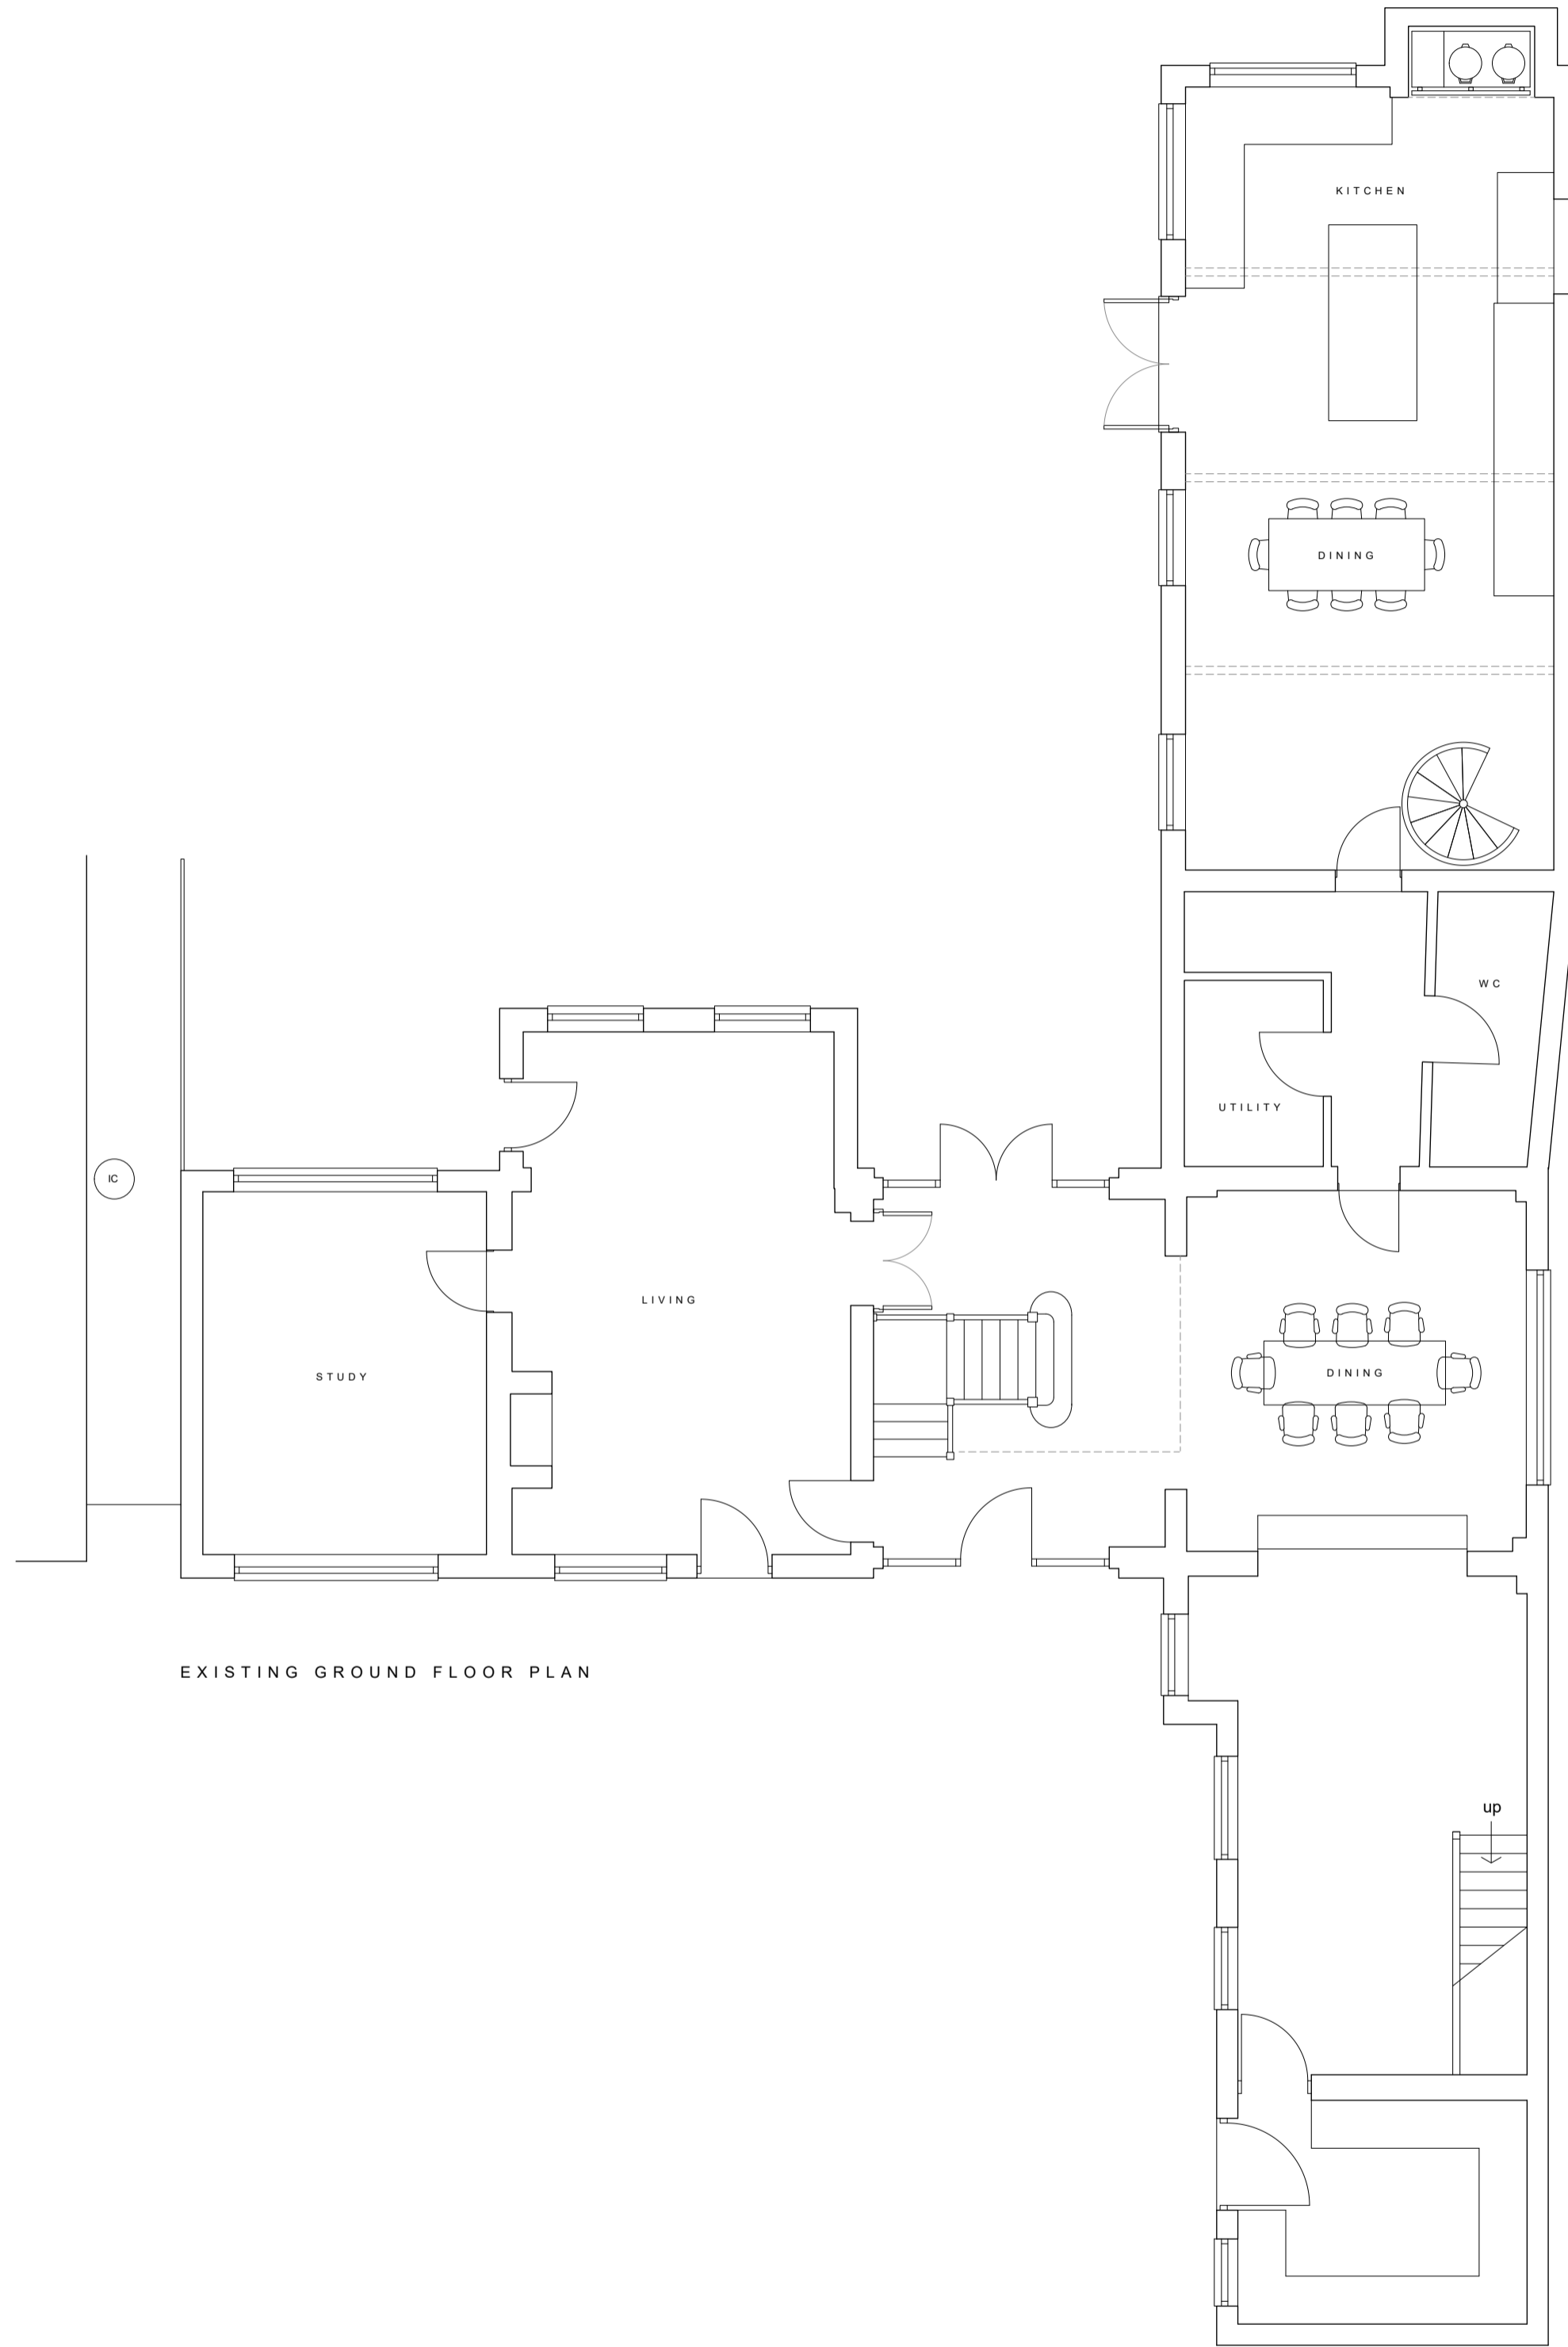 KITCHEN
DINING
WC
UTILITY
IC
LIVING
STUDY
DINING
EXISTING GROUND FLOOR PLAN
up